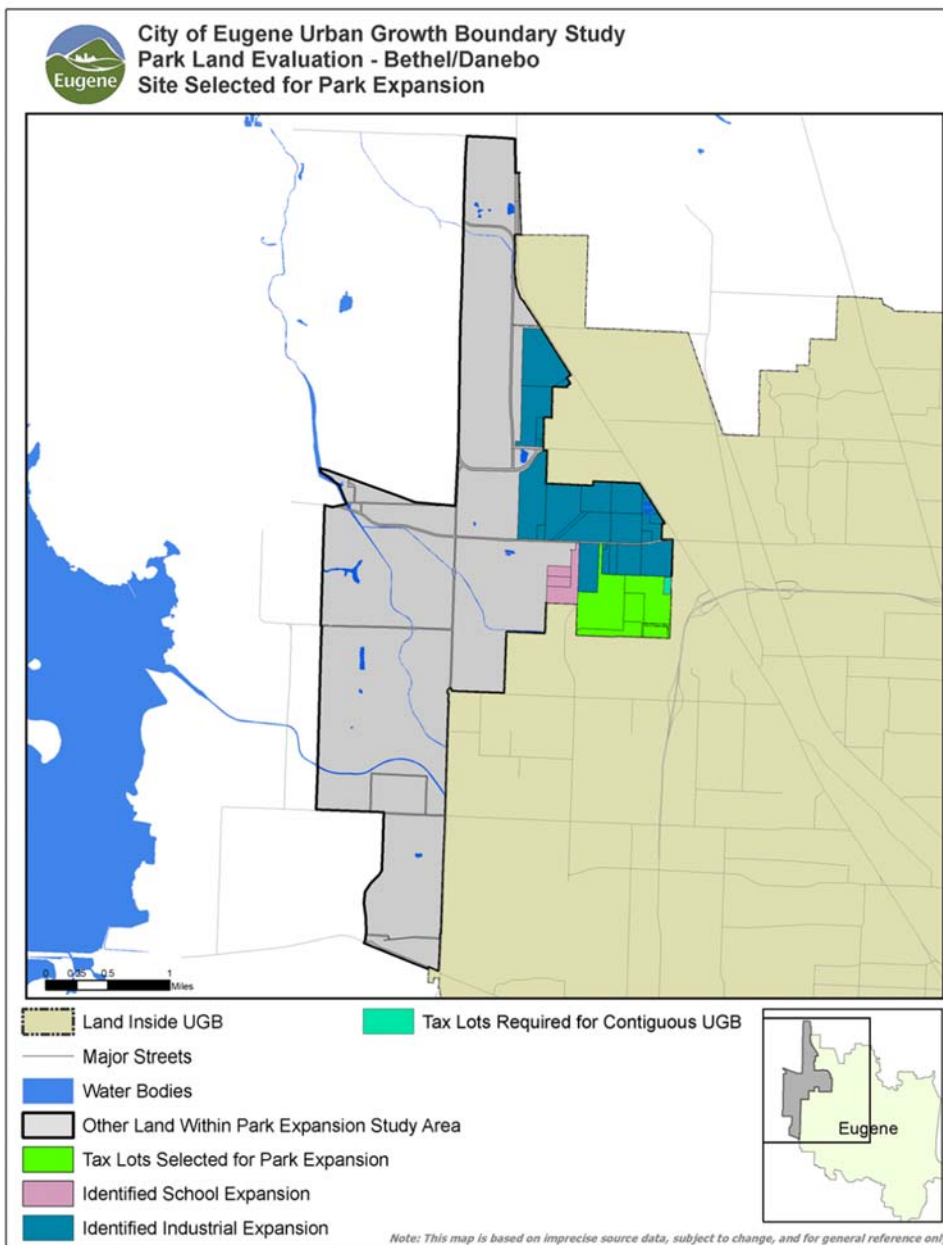 City of Eugene Urban Growth Boundary Study
Park Land Evaluation - Bethel/Danebo
Site Selected for Park Expansion
Eugene
0 0.25 0.5 1
Miles
Land Inside UGB
Tax Lots Required for Contiguous UGB
Major Streets
Water Bodies
Other Land Within Park Expansion Study Area
Tax Lots Selected for Park Expansion
Identified School Expansion
Identified Industrial Expansion
Eugene
Note: This map is based on imprecise source data, subject to change, and for general reference only